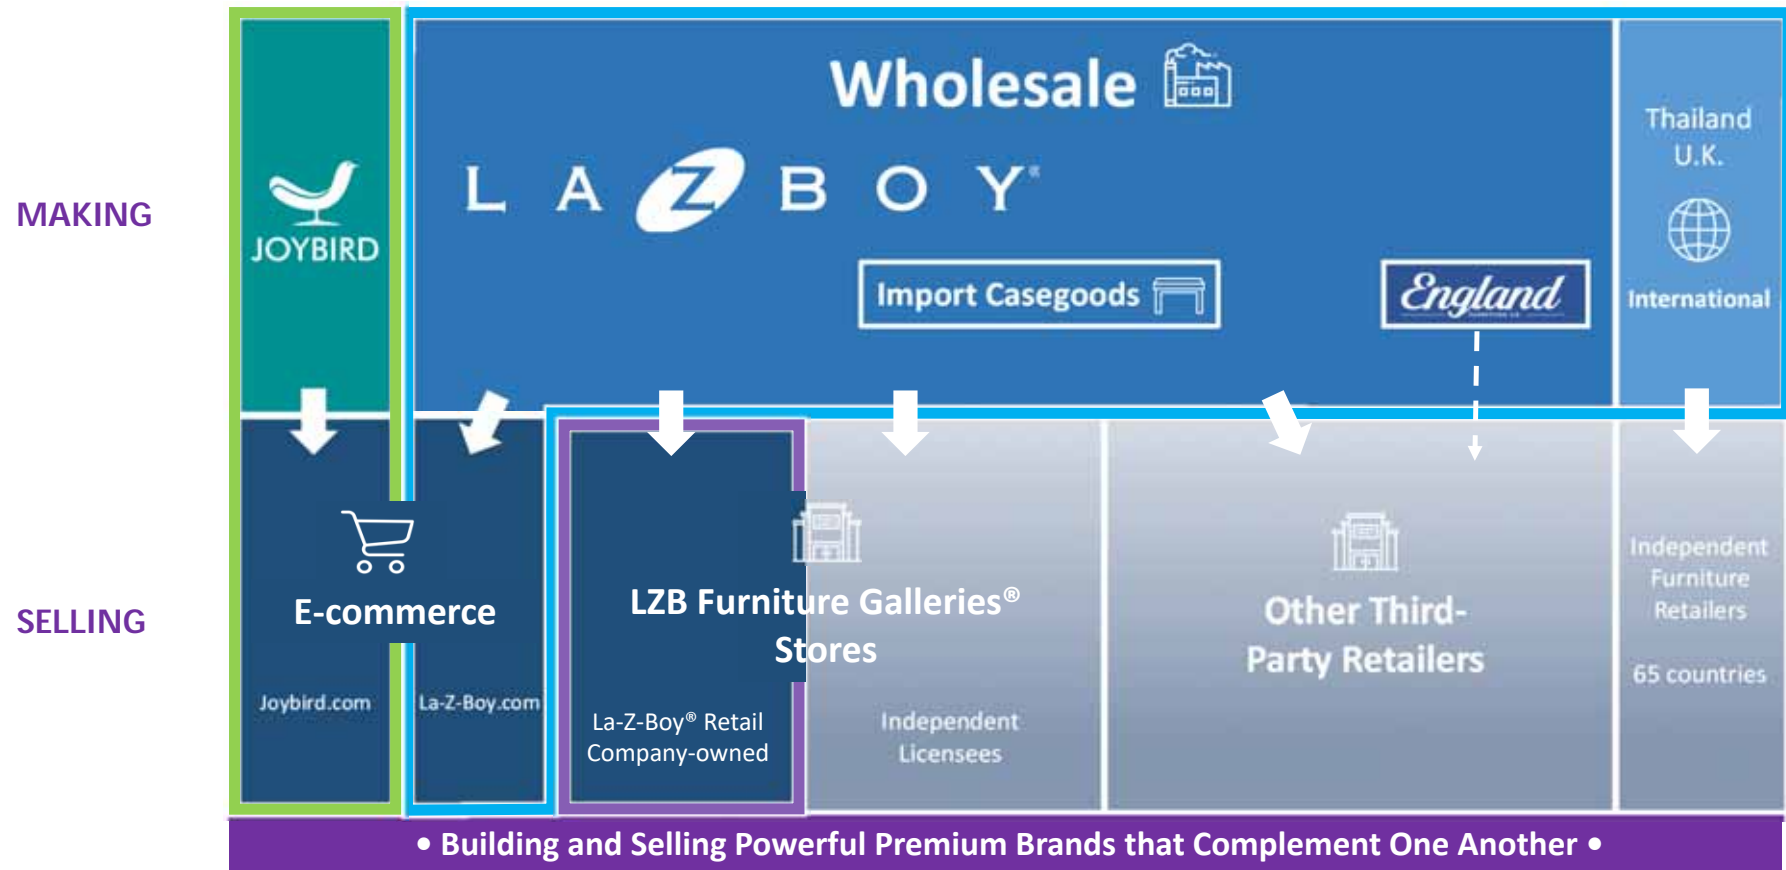 MAKING
JOYBIRD
Wholesale
LA Z BOY®
Import Casegoods
England
Thailand
U.K.
International
SELLING
E-commerce
Joybird.com
La-Z-Boy.com
LZB Furniture Galleries®
Stores
La-Z-Boy® Retail
Company-owned
Independent
Licensees
Other Third-
Party Retailers
Independent
Furniture
Retailers
65 countries
• Building and Selling Powerful Premium Brands that Complement One Another •